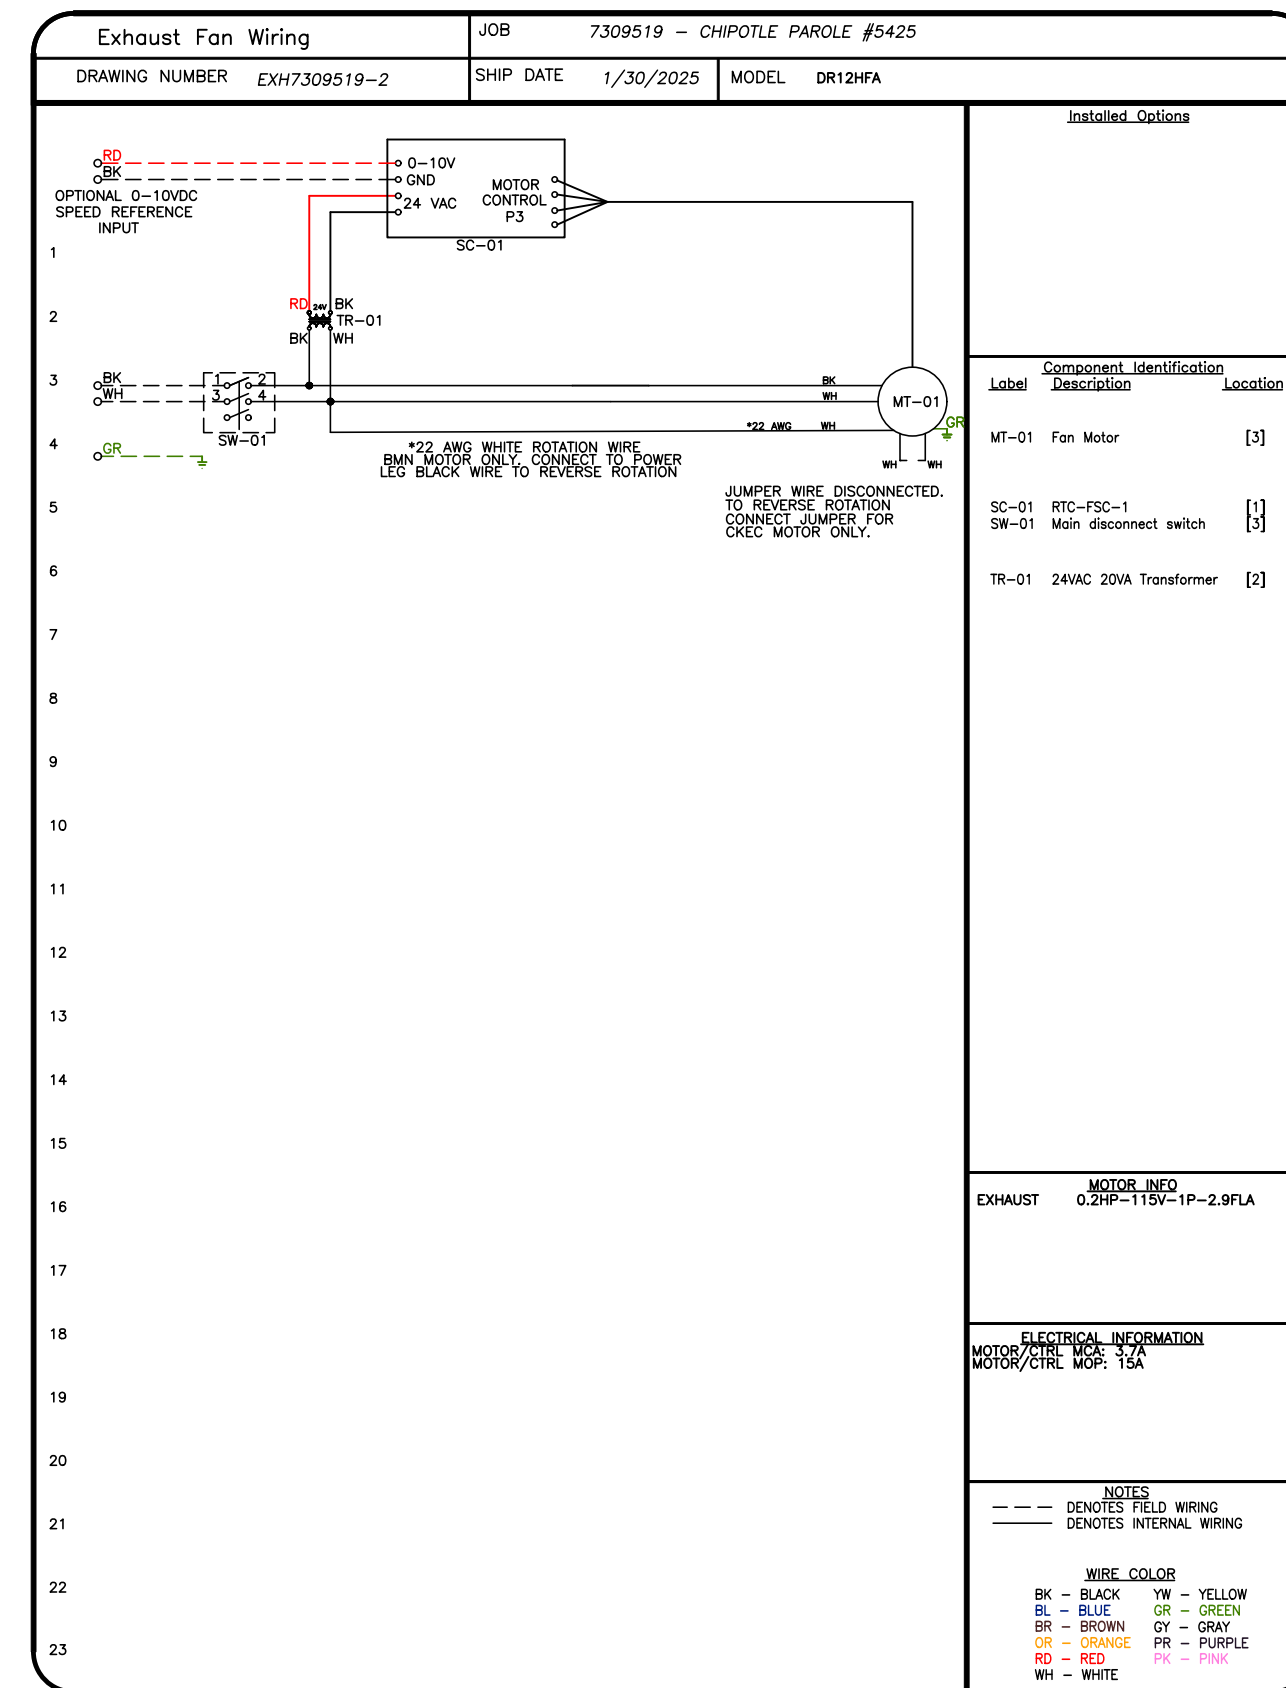 Exhaust Fan Wiring
JOB 7309519 - CHIPOTLE PAROLE #5425
DRAWING NUMBER EXH7309519-2
SHIP DATE 1/30/2025
MODEL DR12HFA
RD
BK
OPTIONAL 0-10VDC
SPEED REFERENCE
INPUT
0-10V
GND
24 VAC
MOTOR
CONTROL
P3
SC-01
RD 24V BK
TR-01
BK WH
BK
WH
1 2
3 4
SW-01
GR
BK
WH
*22 AWG WH
MT-01
GR
WH WH
*22 AWG WHITE ROTATION WIRE
BMN MOTOR ONLY. CONNECT TO POWER
LEG BLACK WIRE TO REVERSE ROTATION
JUMPER WIRE DISCONNECTED.
TO REVERSE ROTATION
CONNECT JUMPER FOR
CKEC MOTOR ONLY.
1
2
3
4
5
6
7
8
9
10
11
12
13
14
15
16
17
18
19
20
21
22
23
Installed Options
Component Identification
Label Description Location
MT-01 Fan Motor [3]
SC-01 RTC-FSC-1 [1]
SW-01 Main disconnect switch [3]
TR-01 24VAC 20VA Transformer [2]
MOTOR INFO
EXHAUST 0.2HP-115V-1P-2.9FLA
ELECTRICAL INFORMATION
MOTOR/CTRL MCA: 3.7A
MOTOR/CTRL MOP: 15A
NOTES
DENOTES FIELD WIRING
DENOTES INTERNAL WIRING
WIRE COLOR
BK - BLACK YW - YELLOW
BL - BLUE GR - GREEN
BR - BROWN GY - GRAY
OR - ORANGE PR - PURPLE
RD - RED PK - PINK
WH - WHITE